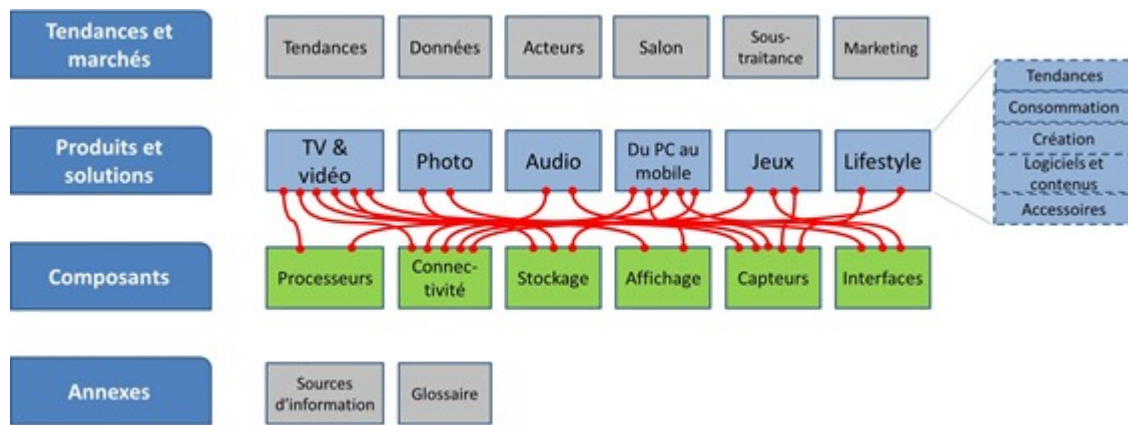 Tendances et
marchés
Tendances
Données
Acteurs
Salon
Sous-
traitance
Marketing
Tendances
Consommation
Création
Logiciels et
contenus
Accessoires
Produits et
solutions
TV &
vidéo
Photo
Audio
Du PC au
mobile
Jeux
Lifestyle
Composants
Processeurs
Connec-
tivité
Stockage
Affichage
Capteurs
Interfaces
Annexes
Sources
d'information
Glossaire